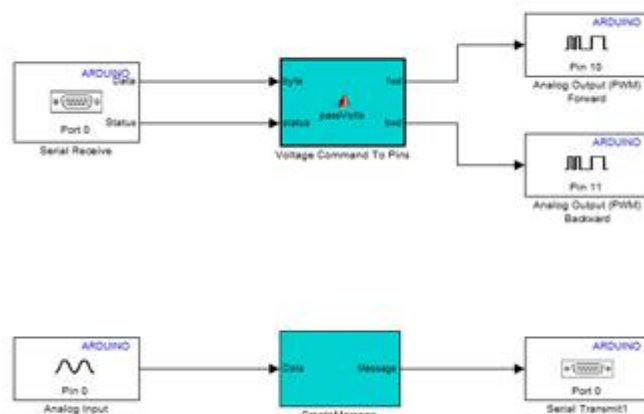 ARDUINO
Data
Port 0
Status
Serial Receive
byte
status
passVolts
fwd
bwd
Voltage Command To Pins
ARDUINO
Pin 10
Analog Output (PWM)
Forward
ARDUINO
Pin 11
Analog Output (PWM)
Backward
ARDUINO
Pin 0
Analog Input
Data
Message
CreateMessage
ARDUINO
Port 0
Serial Transmit1